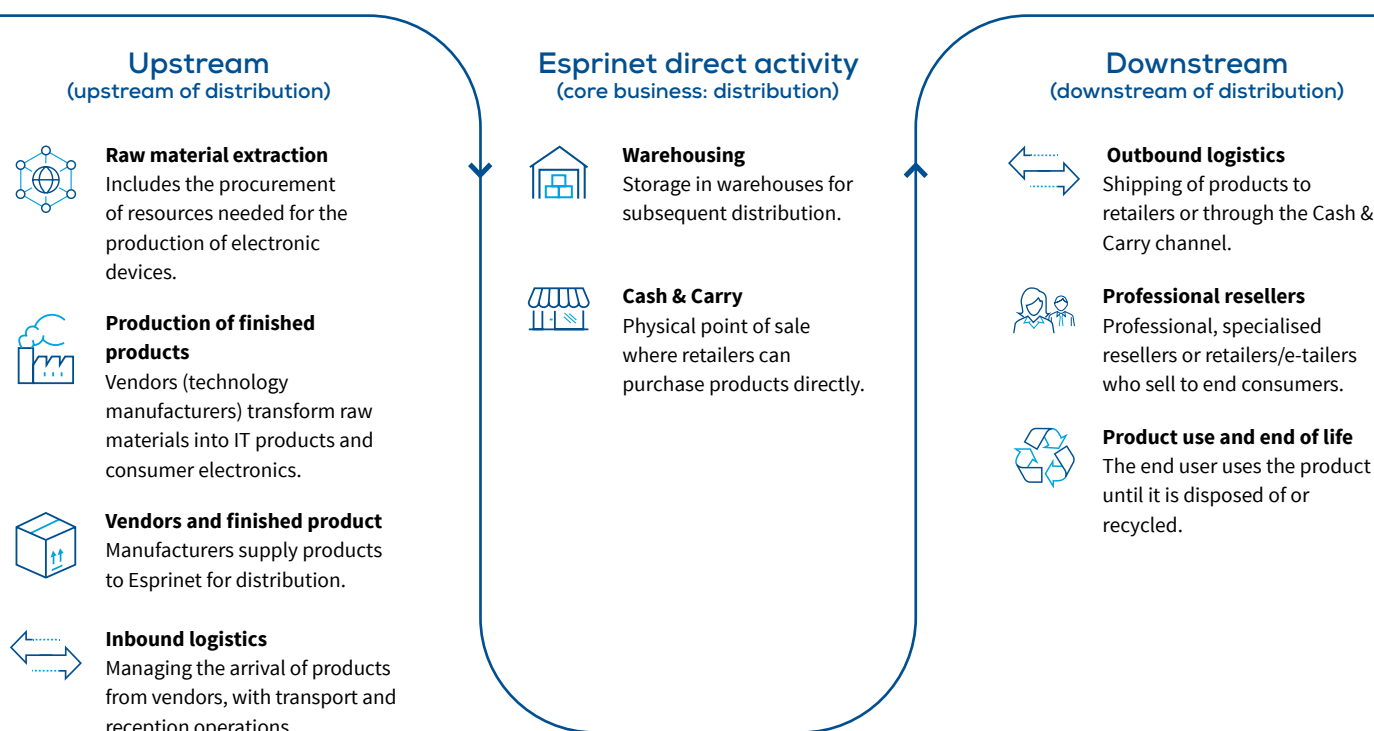 Upstream
(upstream of distribution)
Raw material extraction
Includes the procurement
of resources needed for the
production of electronic
devices.
Production of finished
products
Vendors (technology
manufacturers) transform raw
materials into IT products and
consumer electronics.
Vendors and finished product
Manufacturers supply products
to Esprinet for distribution.
Inbound logistics
Managing the arrival of products
from vendors, with transport and
reception operations
Esprinet direct activity
(core business: distribution)
Warehousing
Storage in warehouses for
subsequent distribution.
Cash & Carry
Physical point of sale
where retailers can
purchase products directly.
Downstream
(downstream of distribution)
Outbound logistics
Shipping of products to
retailers or through the Cash &
Carry channel.
Professional resellers
Professional, specialised
resellers or retailers/e-tailers
who sell to end consumers.
Product use and end of life
The end user uses the product
until it is disposed of or
recycled.